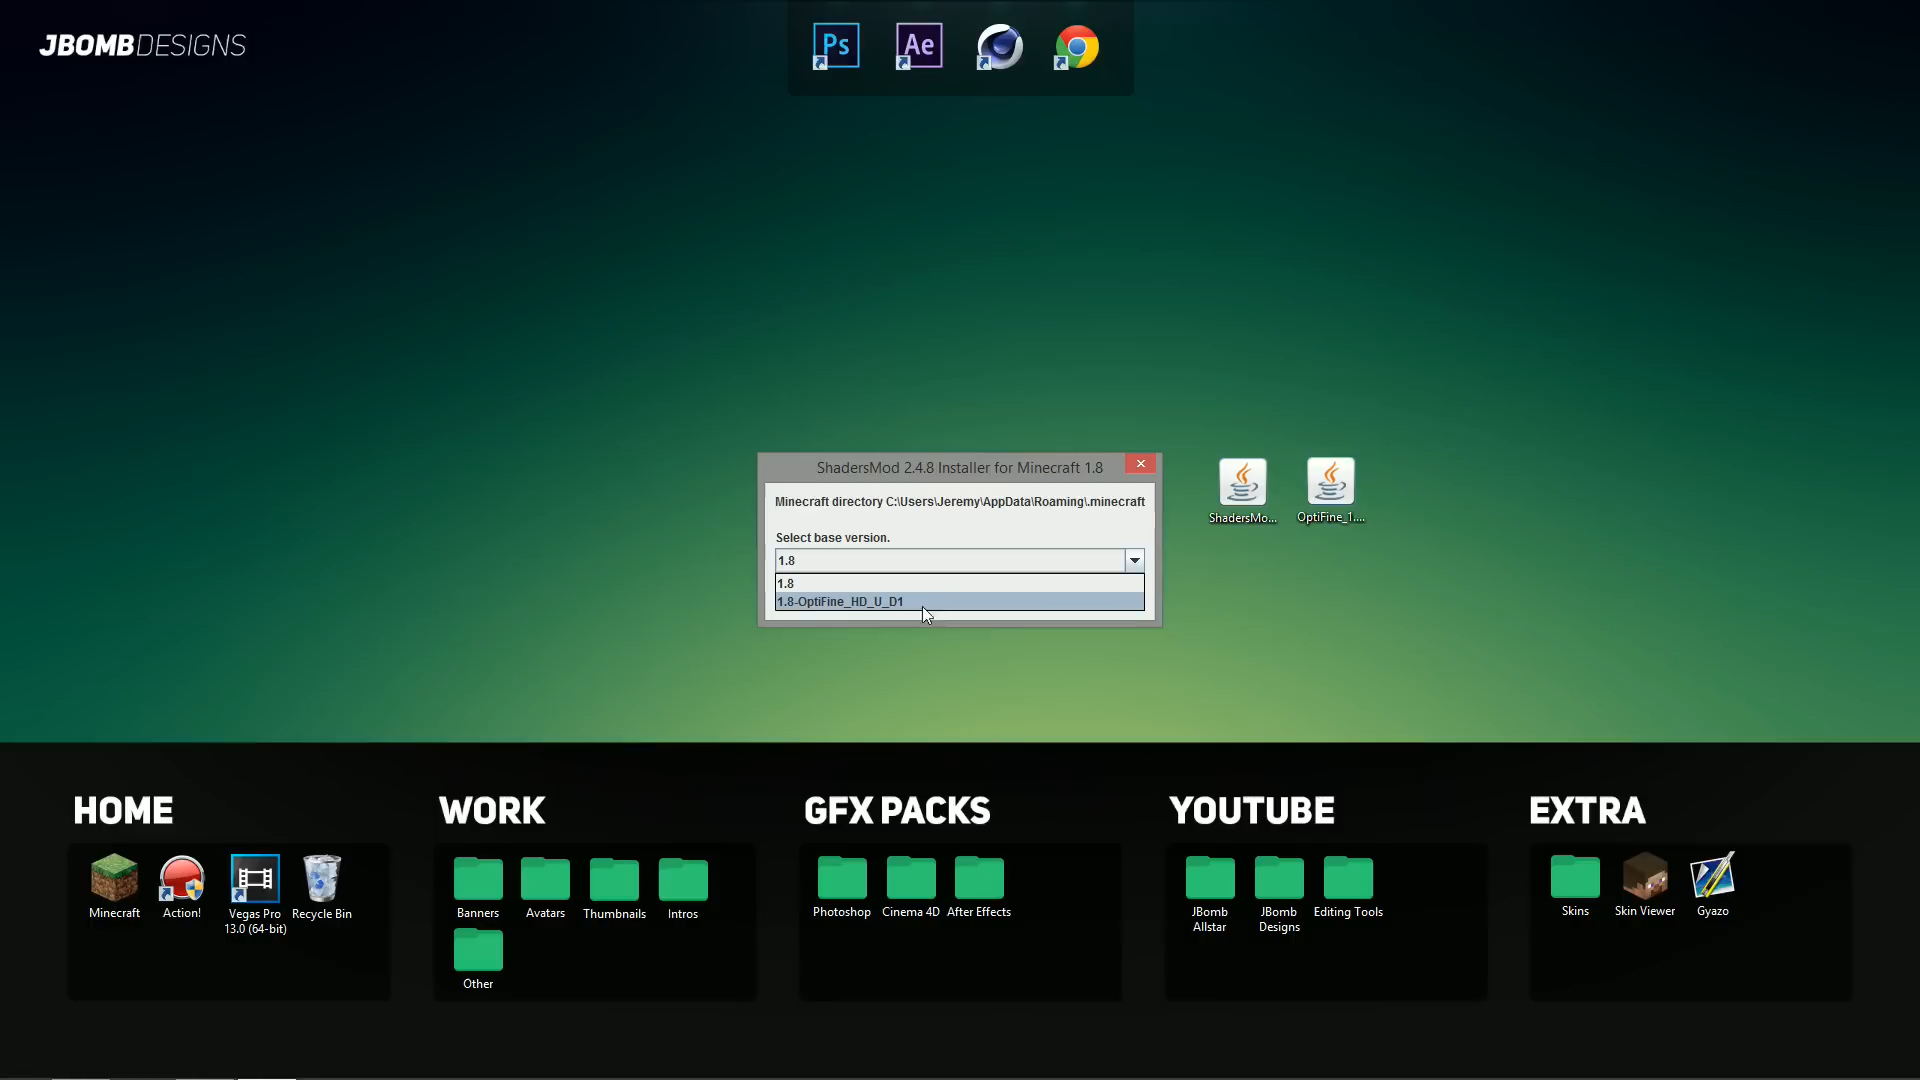 JBOMBDESIGNS
Ps
Ae
ShadersMod 2.4.8 Installer for Minecraft 1.8
Minecraft directory C:\Users\Jeremy\AppData\Roaming\.minecraft
Select base version.
1.8
1.8
1.8-OptiFine_HD_U_D1
ShadersMo...
OptiFine_1....
HOME
Minecraft
Action!
Vegas Pro
13.0 (64-bit)
Recycle Bin
WORK
Banners
Avatars
Thumbnails
Intros
Other
GFX PACKS
Photoshop
Cinema 4D
After Effects
YOUTUBE
JBomb
Allstar
JBomb
Designs
Editing Tools
EXTRA
Skins
Skin Viewer
Gyazo